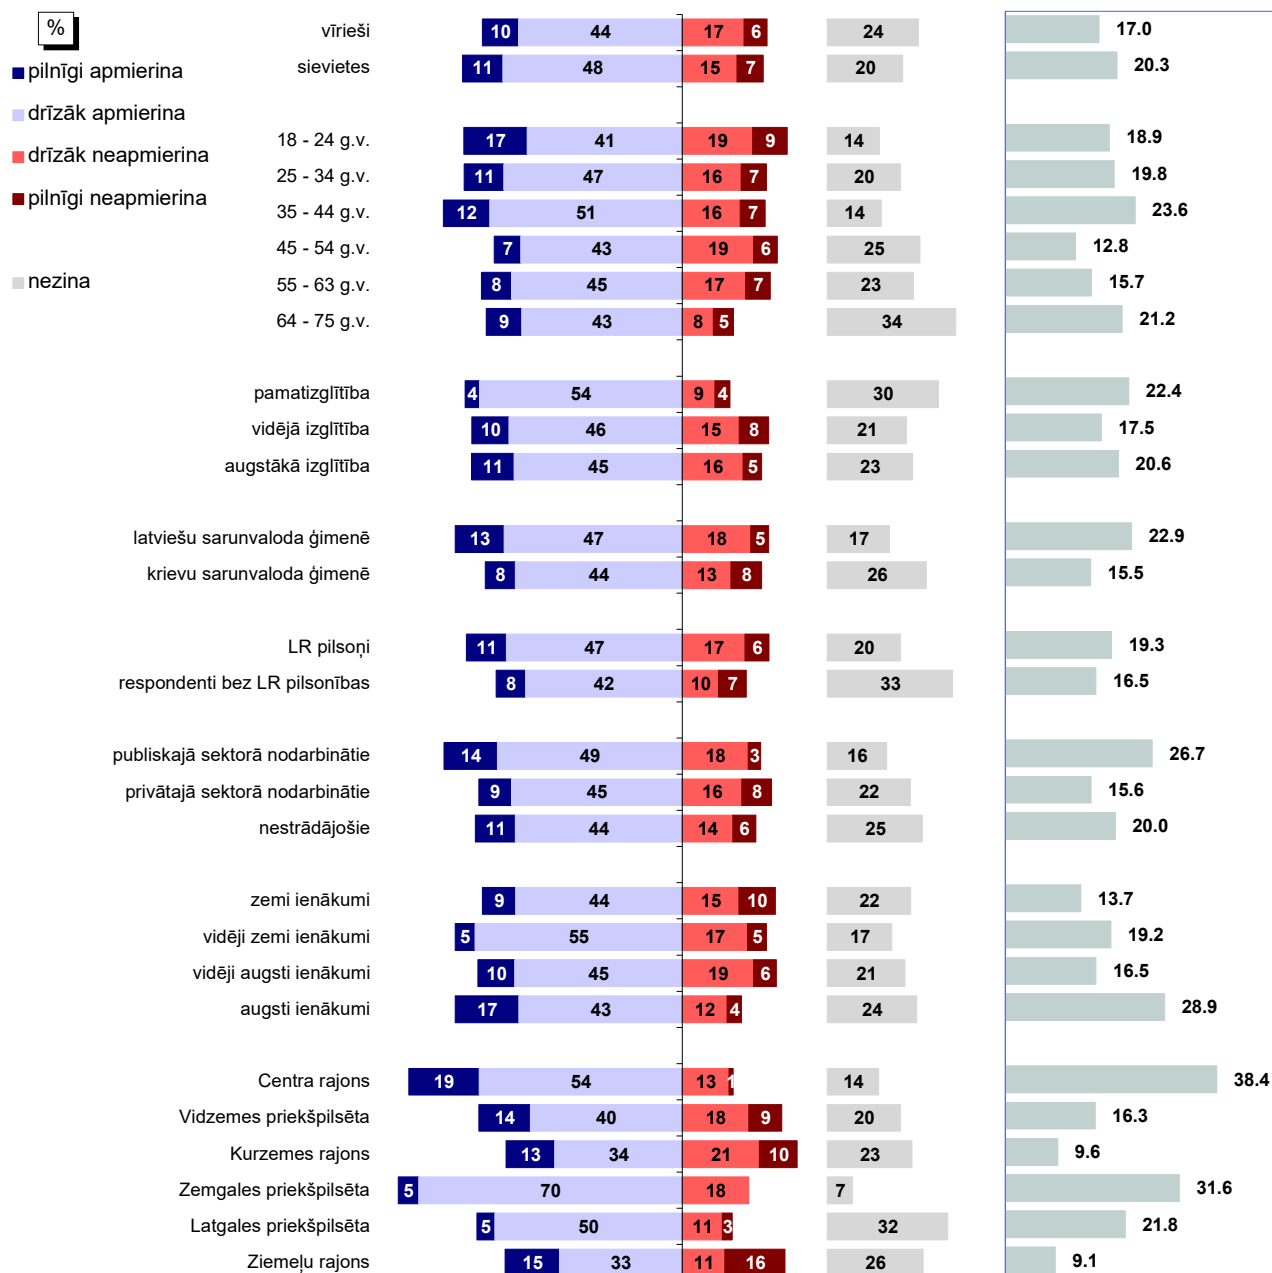 %
pilnīgi apmierina
drīzāk apmierina
drīzāk neapmierina
pilnīgi neapmierina
nezina
vīrieši 10 44 17 6 24 17.0
sievietes 11 48 15 7 20 20.3
18 - 24 g.v. 17 41 19 9 14 18.9
25 - 34 g.v. 11 47 16 7 20 19.8
35 - 44 g.v. 12 51 16 7 14 23.6
45 - 54 g.v. 7 43 19 6 25 12.8
55 - 63 g.v. 8 45 17 7 23 15.7
64 - 75 g.v. 9 43 8 5 34 21.2
pamatizglītība 4 54 9 4 30 22.4
vidējā izglītība 10 46 15 8 21 17.5
augstākā izglītība 11 45 16 5 23 20.6
latviešu sarunvaloda ģimenē 13 47 18 5 17 22.9
krievu sarunvaloda ģimenē 8 44 13 8 26 15.5
LR pilsoņi 11 47 17 6 20 19.3
respondenti bez LR pilsonības 8 42 10 7 33 16.5
publiskajā sektorā nodarbinātie 14 49 18 3 16 26.7
privātajā sektorā nodarbinātie 9 45 16 8 22 15.6
nestrādājošie 11 44 14 6 25 20.0
zemi ienākumi 9 44 15 10 22 13.7
vidēji zemi ienākumi 5 55 17 5 17 19.2
vidēji augsti ienākumi 10 45 19 6 21 16.5
augsti ienākumi 17 43 12 4 24 28.9
Centra rajons 19 54 13 1 14 38.4
Vidzemes priekšpilsēta 14 40 18 9 20 16.3
Kurzemes rajons 13 34 21 10 23 9.6
Zemgales priekšpilsēta 5 70 18 7 31.6
Latgales priekšpilsēta 5 50 11 3 32 21.8
Ziemeļu rajons 15 33 11 16 26 9.1